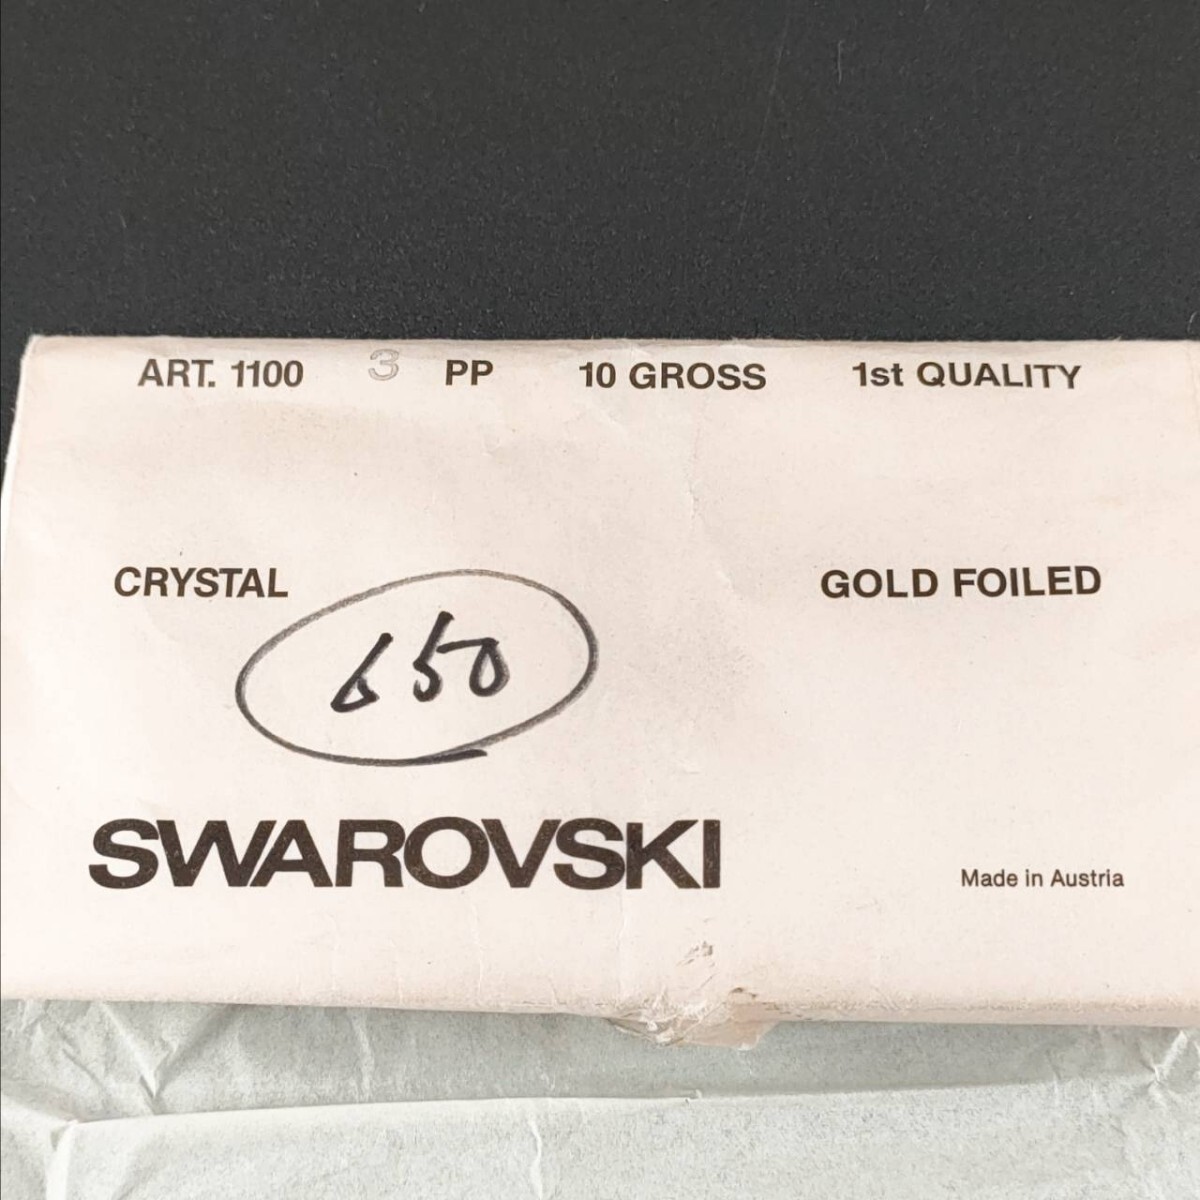 ART. 1100 3 PP 10 GROSS 1st QUALITY
CRYSTAL GOLD FOILED
650
SWAROVSKI Made in Austria